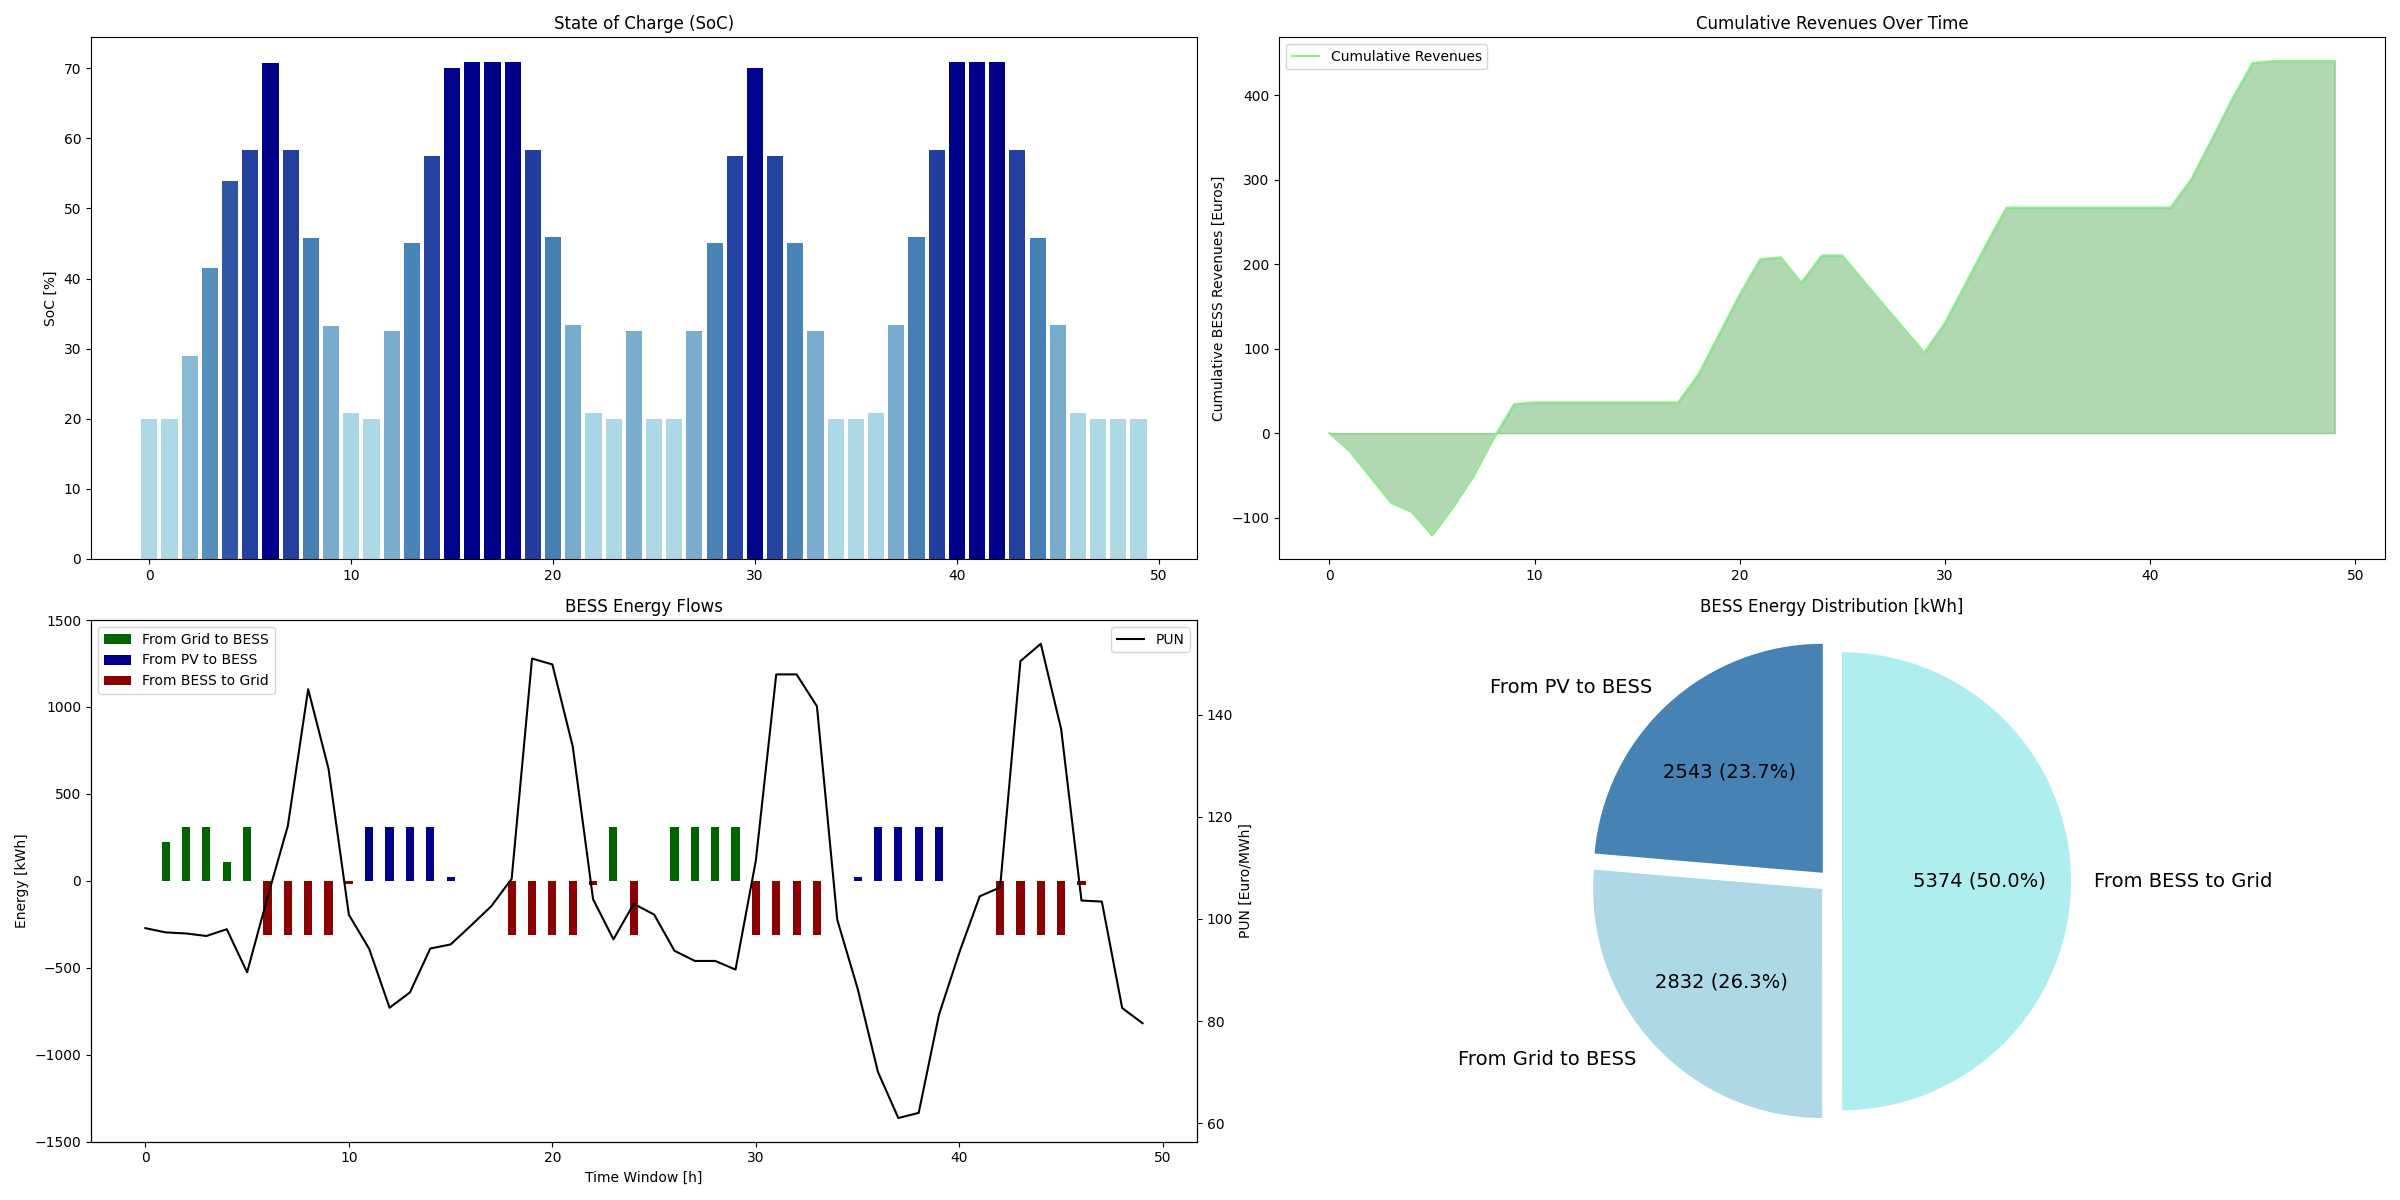 State of Charge (SoC)
SoC [%]
70
60
50
40
30
20
10
0
0 10 20 30 40 50
Cumulative Revenues Over Time
Cumulative Revenues
Cumulative BESS Revenues [Euros]
400
300
200
100
0
−100
0 10 20 30 40 50
BESS Energy Flows
From Grid to BESS
From PV to BESS
From BESS to Grid
PUN
Energy [kWh]
1500
1000
500
0
−500
−1000
−1500
140
120
100
80
60
PUN [Euro/MWh]
0 10 20 30 40 50
Time Window [h]
BESS Energy Distribution [kWh]
From PV to BESS
2543 (23.7%)
5374 (50.0%)
From BESS to Grid
2832 (26.3%)
From Grid to BESS